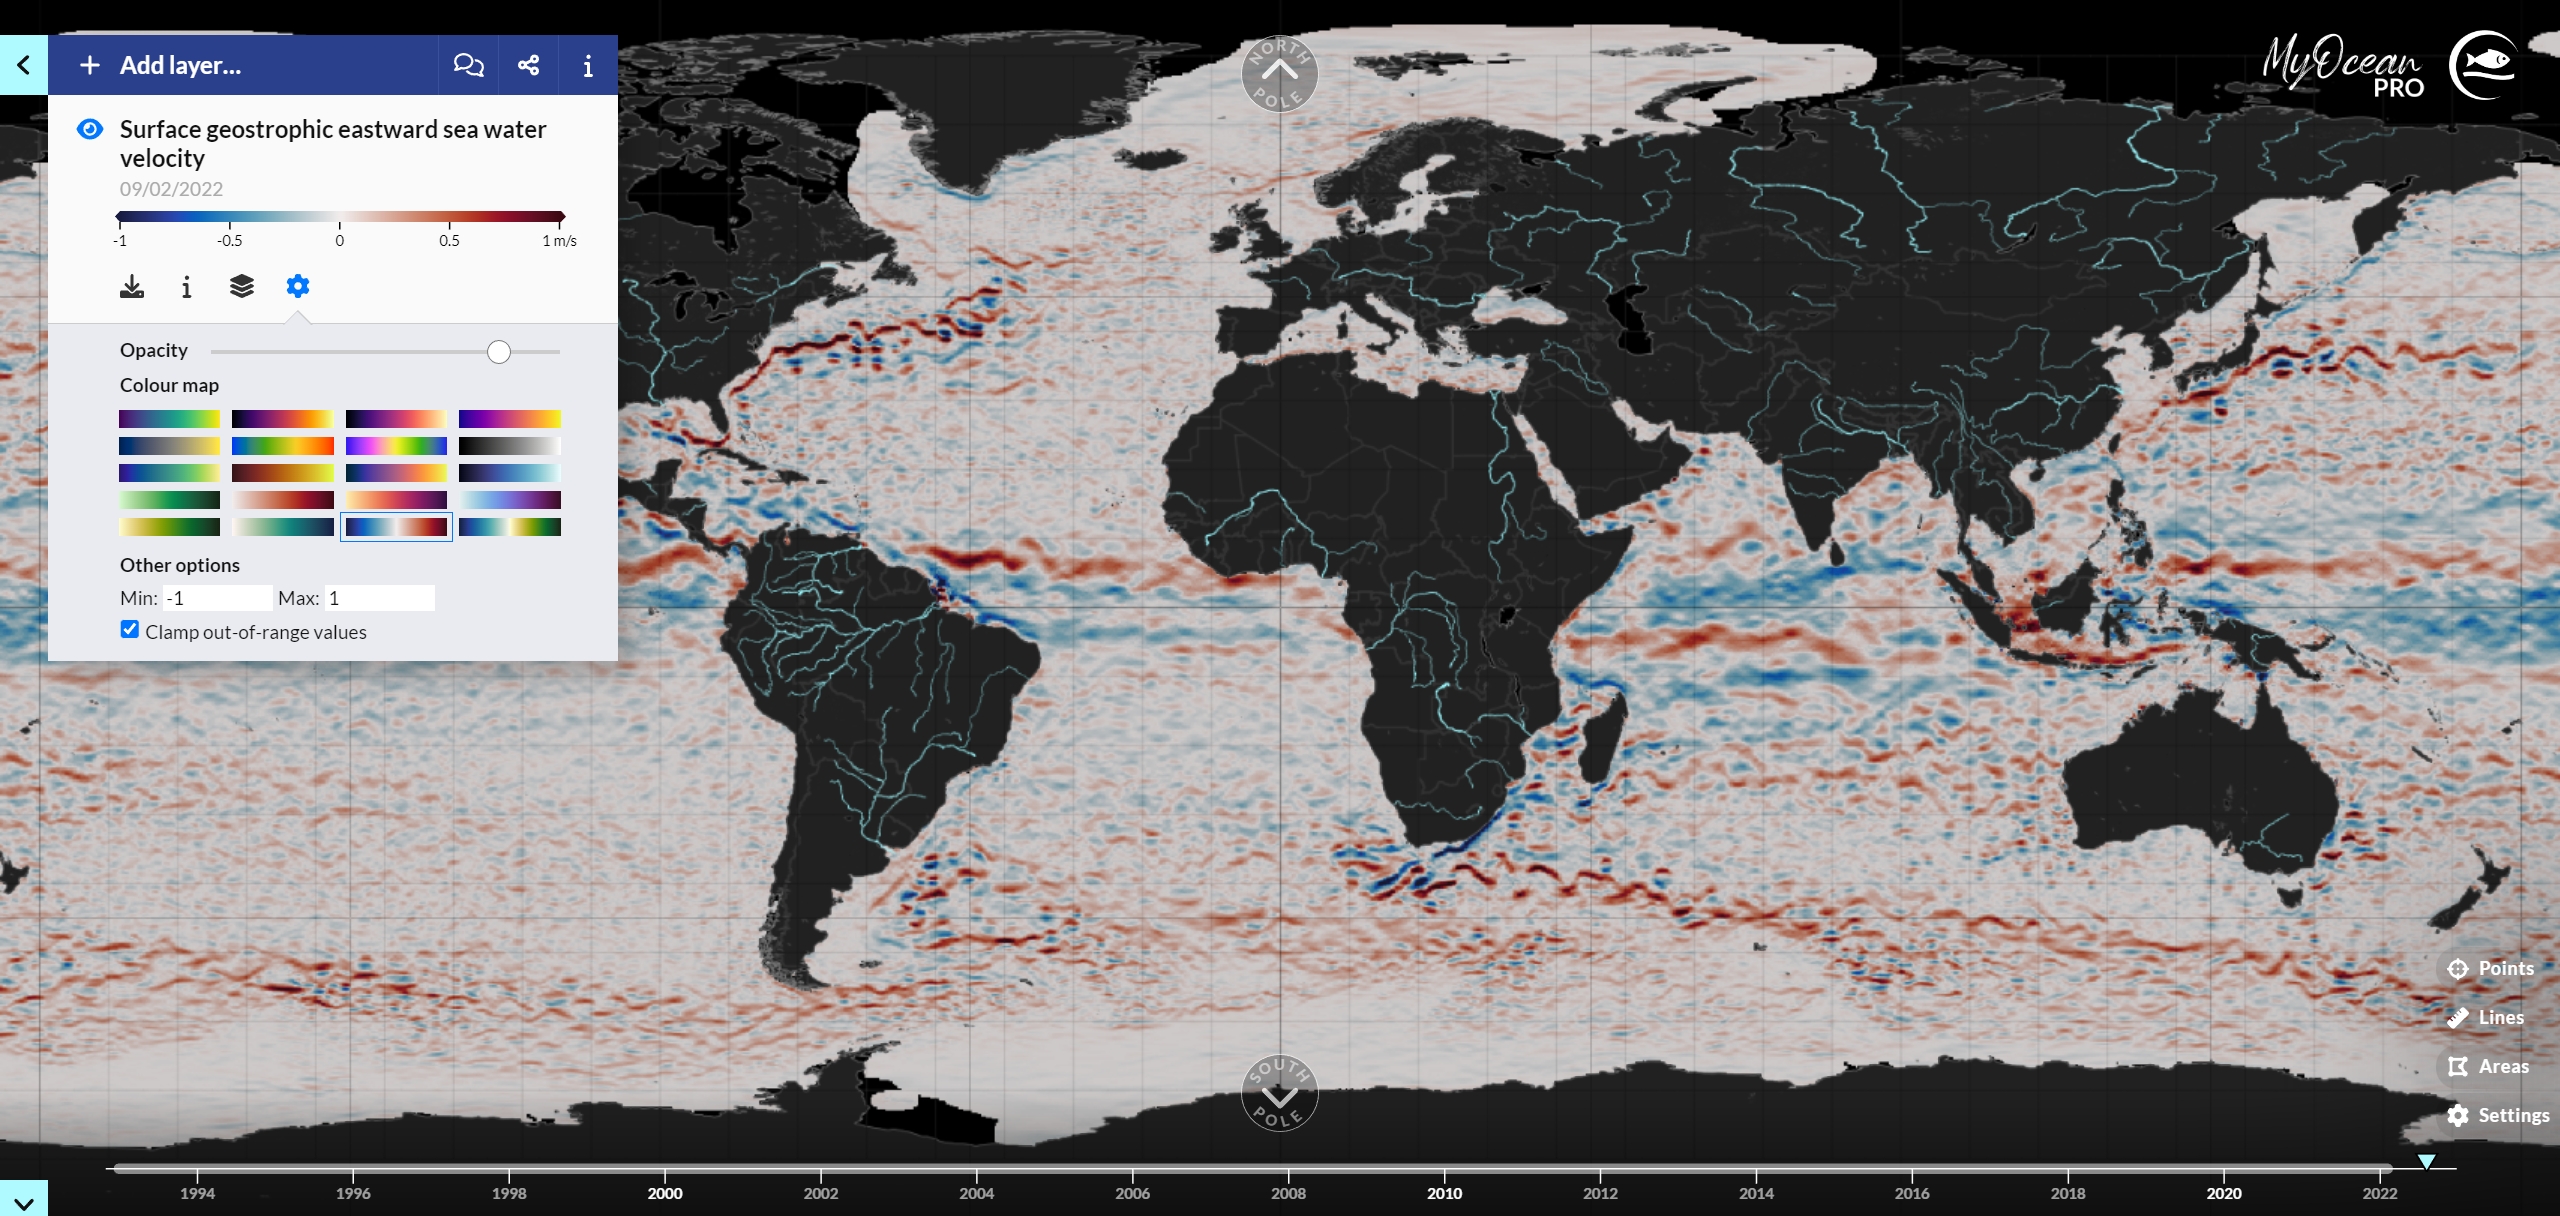 Add layer...
MyOcean
PRO
NORTH
POLE
Surface geostrophic eastward sea water
velocity
09/02/2022
-1 -0.5 0 0.5 1 m/s
Opacity
Colour map
Other options
Min: -1 Max: 1
Clamp out-of-range values
Points
Lines
Areas
Settings
SOUTH
POLE
1994 1996 1998 2000 2002 2004 2006 2008 2010 2012 2014 2016 2018 2020 2022